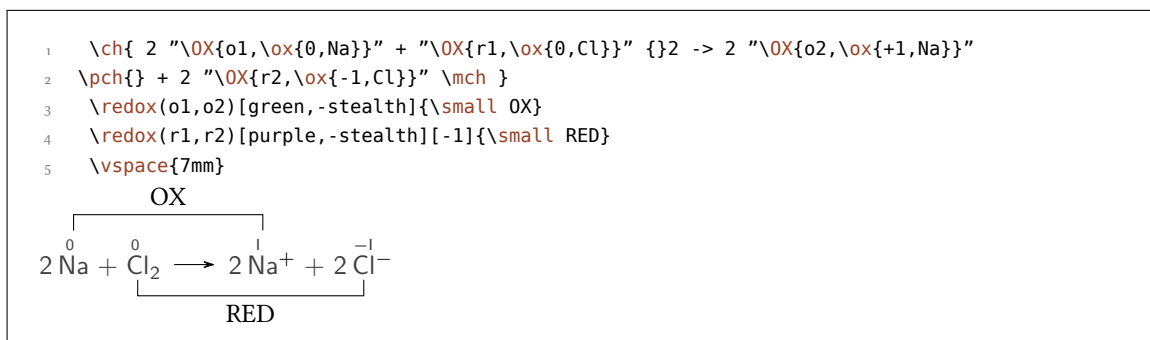 1 \ch{ 2 "\OX{o1,\ox{0,Na}}" + "\OX{r1,\ox{0,Cl}}" {}2 -> 2 "\OX{o2,\ox{+1,Na}}"
2 \pch{} + 2 "\OX{r2,\ox{-1,Cl}}" \mch }
3 \redox(o1,o2)[green,-stealth]{\small OX}
4 \redox(r1,r2)[purple,-stealth][-1]{\small RED}
5 \vspace{7mm}
OX
0 0 I −I
2 Na + Cl₂ ⟶ 2 Na⁺ + 2 Cl⁻
RED